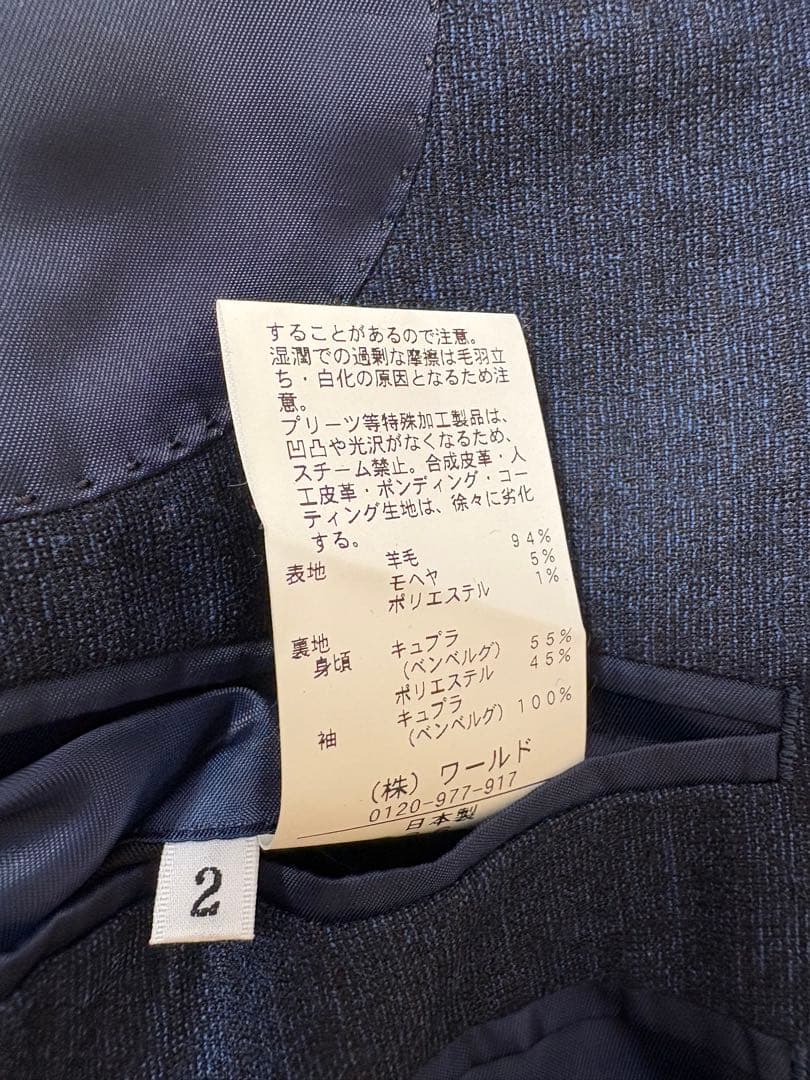 することがあるので注意。
湿潤での過剰な摩擦は毛羽立
ち・白化の原因となるため注
意。
プリーツ等特殊加工製品は、
凹凸や光沢がなくなるため、
スチーム禁止。合成皮革・人
工皮革・ボンディング・コー
ティング生地は、徐々に劣化
する。
表地 羊毛 94%
モヘヤ 5%
ポリエステル 1%
裏地
身頃 キュプラ 55%
(ベンベルグ)
ポリエステル 45%
袖 キュプラ 100%
(ベンベルグ)
(株) ワールド
0120-977-917
日本製
2